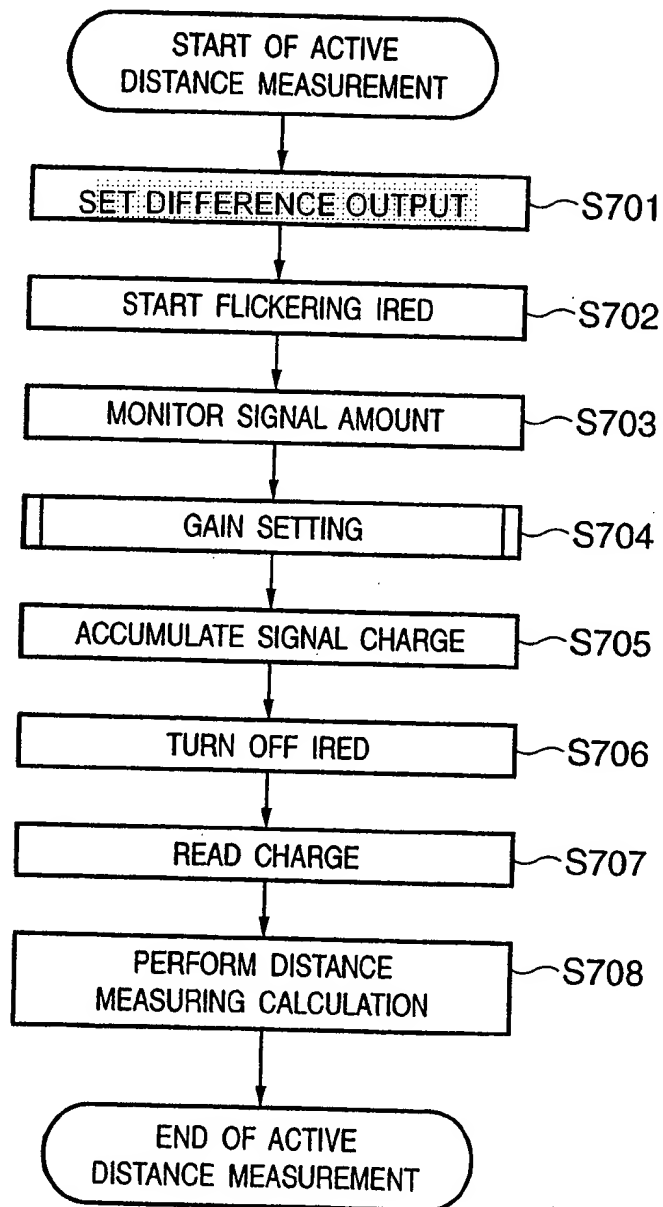 START OF ACTIVE
DISTANCE MEASUREMENT
SET DIFFERENCE OUTPUT
S701
START FLICKERING IRED
S702
MONITOR SIGNAL AMOUNT
S703
GAIN SETTING
S704
ACCUMULATE SIGNAL CHARGE
S705
TURN OFF IRED
S706
READ CHARGE
S707
PERFORM DISTANCE
MEASURING CALCULATION
S708
END OF ACTIVE
DISTANCE MEASUREMENT